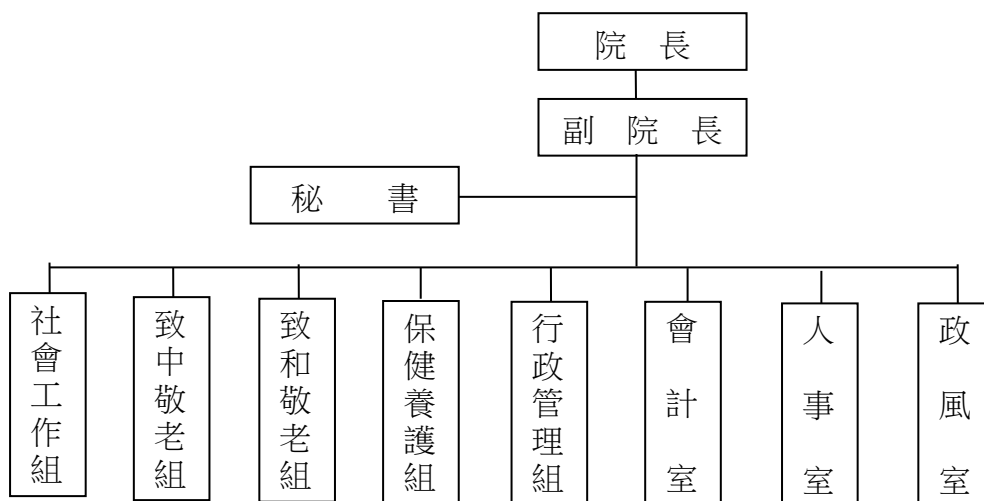 院 長
副 院 長
秘 書
社會工作組
致中敬老組
致和敬老組
保健養護組
行政管理組
會計室
人事室
政風室